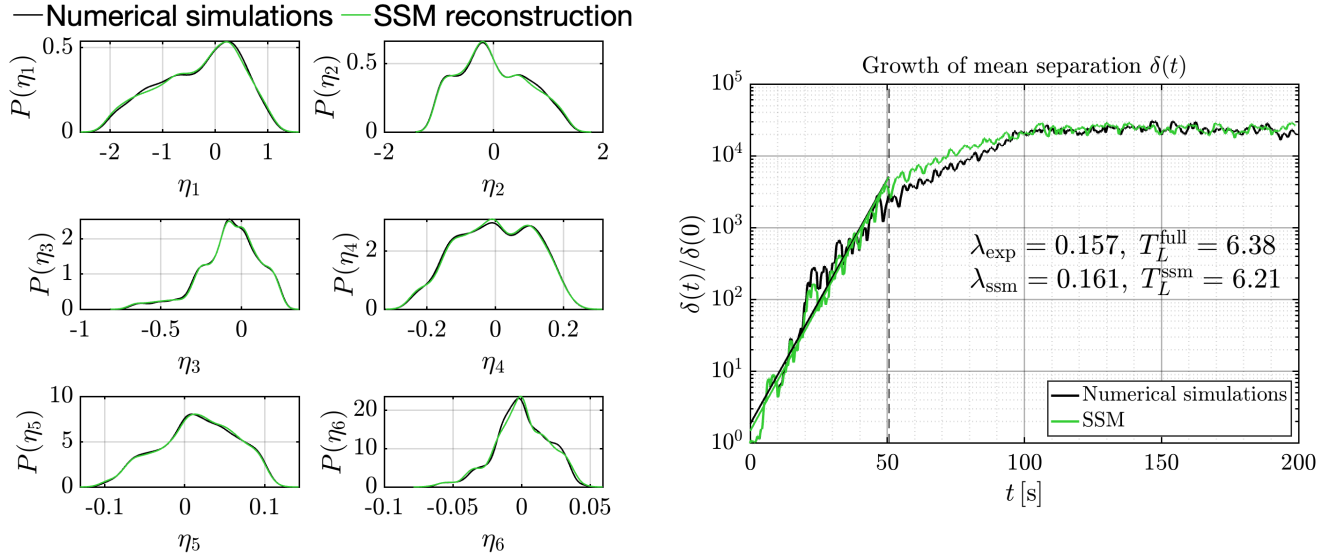 Numerical simulations SSM reconstruction
0.5
0
P(η1)
-2 -1 0 1
η1
0.5
0
P(η2)
-2 0 2
η2
2
1
0
P(η3)
-1 -0.5 0
η3
2
0
P(η4)
-0.2 0 0.2
η4
10
5
0
P(η5)
-0.1 0 0.1
η5
20
10
0
P(η6)
-0.1 -0.05 0 0.05
η6
Growth of mean separation δ(t)
10^5
10^4
10^3
10^2
10^1
10^0
δ(t)/δ(0)
λexp = 0.157, T_L^full = 6.38
λssm = 0.161, T_L^ssm = 6.21
Numerical simulations
SSM
0 50 100 150 200
t [s]